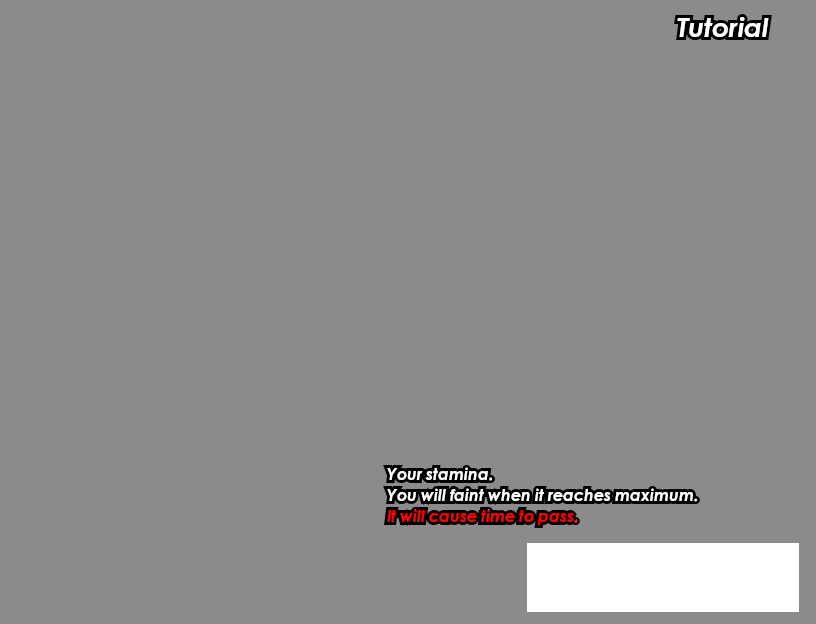 Tutorial
Your stamina.
You will faint when it reaches maximum.
It will cause time to pass.